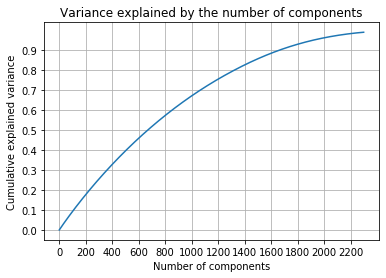 Variance explained by the number of components
0.9
0.8
0.7
0.6
0.5
0.4
0.3
0.2
0.1
0.0
Cumulative explained variance
0 200 400 600 800 1000 1200 1400 1600 1800 2000 2200
Number of components